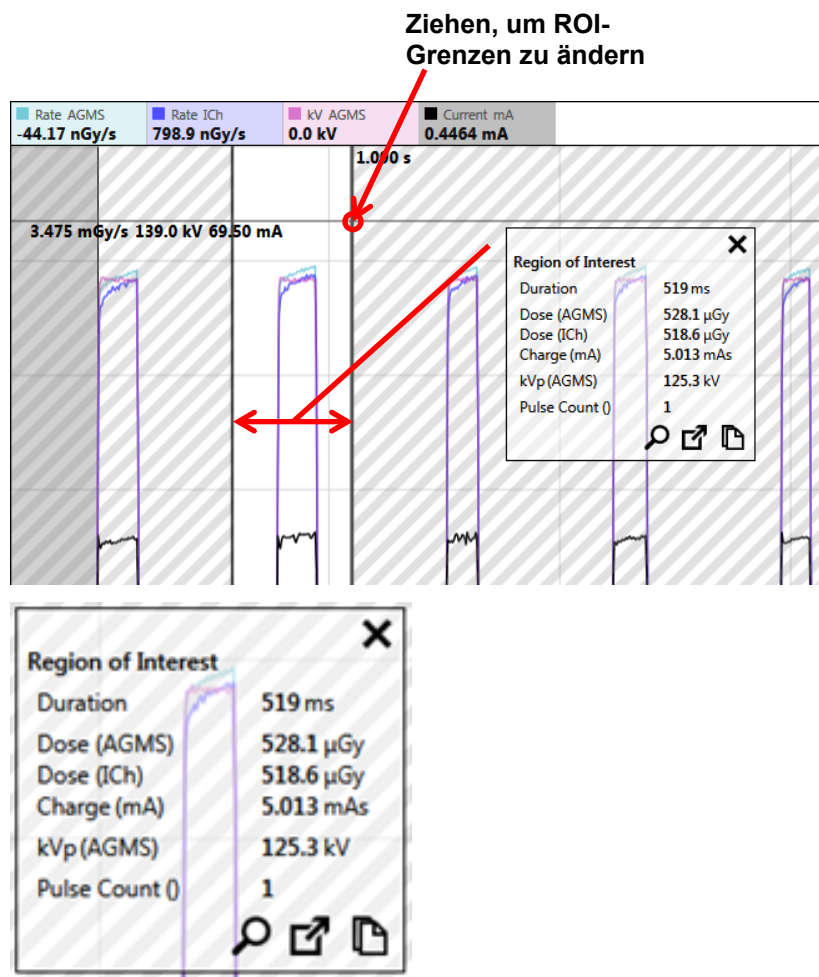 Ziehen, um ROI-
Grenzen zu ändern
Rate AGMS Rate ICh kV AGMS Current mA
-44.17 nGy/s 798.9 nGy/s 0.0 kV 0.4464 mA
1.000 s
3.475 mGy/s 139.0 kV 69.50 mA
Region of Interest
Duration 519 ms
Dose (AGMS) 528.1 µGy
Dose (ICh) 518.6 µGy
Charge (mA) 5.013 mAs
kVp (AGMS) 125.3 kV
Pulse Count () 1
Region of Interest
Duration 519 ms
Dose (AGMS) 528.1 µGy
Dose (ICh) 518.6 µGy
Charge (mA) 5.013 mAs
kVp (AGMS) 125.3 kV
Pulse Count () 1